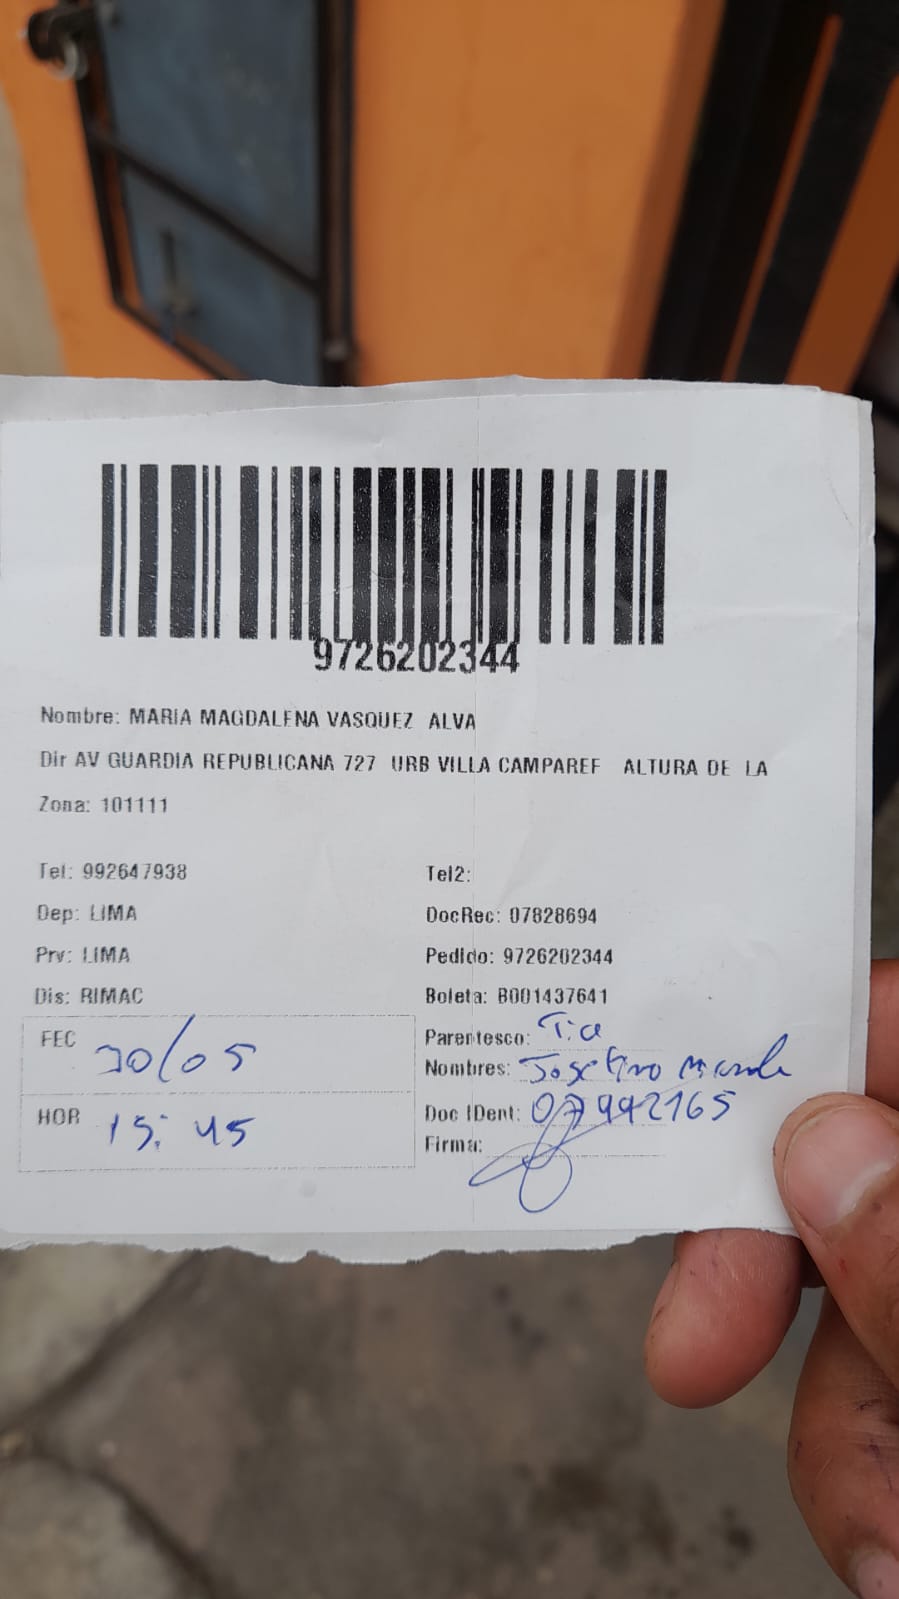 9726202344
Nombre: MARIA MAGDALENA VASQUEZ ALVA
Dir AV GUARDIA REPUBLICANA 727 URB VILLA CAMPAREF ALTURA DE LA
Zona: 101111
Tel: 992647938 Tel2:
Dep: LIMA DocRec: 07828694
Prv: LIMA Pedido: 9726202344
Dis: RIMAC Boleta: B001437641
FEC 30/05 Parentesco: Tia
Nombres:
HOR 15:45 Doc IDent: 07992165
Firma: